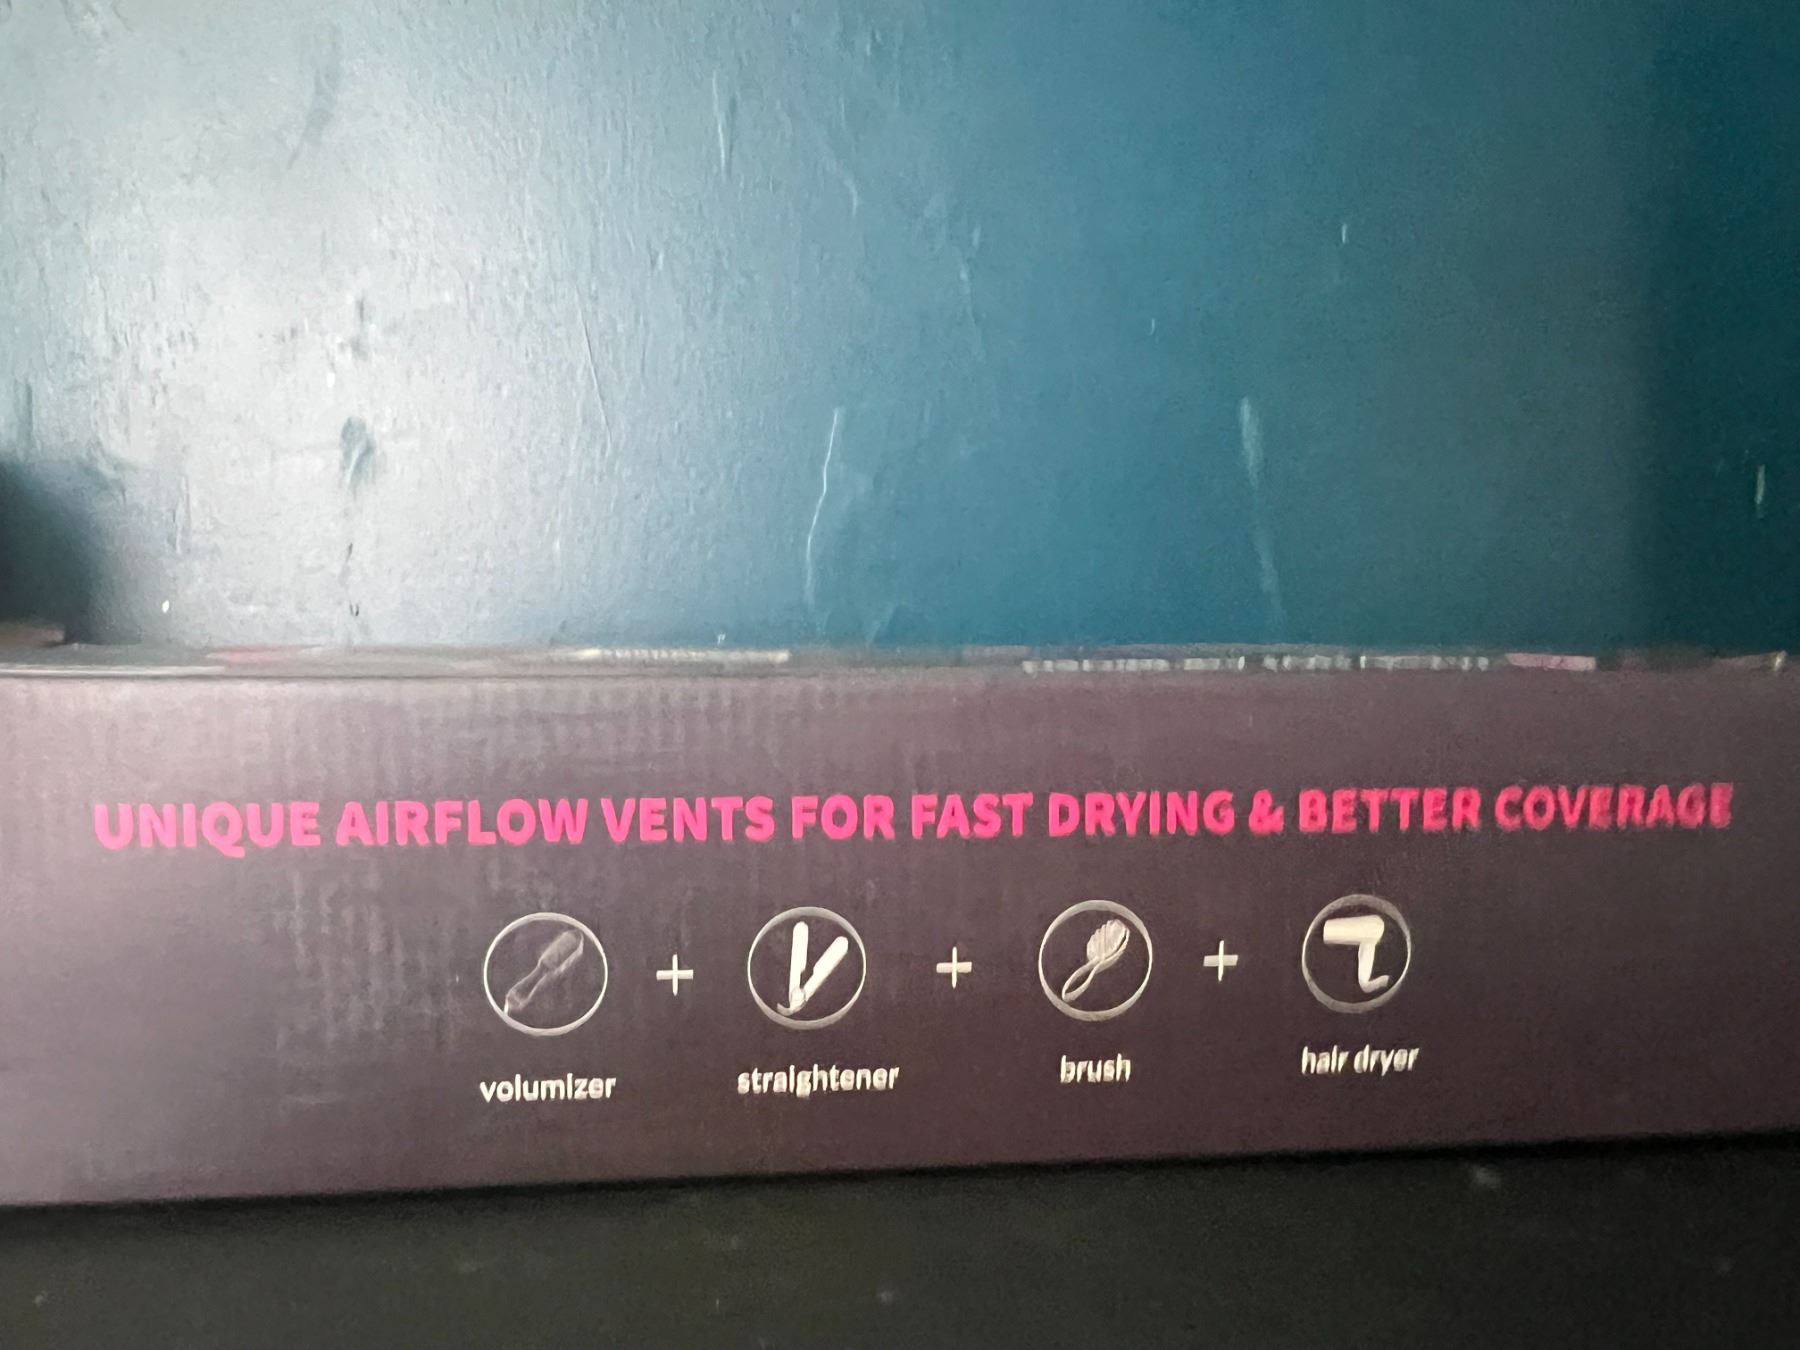 UNIQUE AIRFLOW VENTS FOR FAST DRYING & BETTER COVERAGE
volumizer + straightener + brush + hair dryer